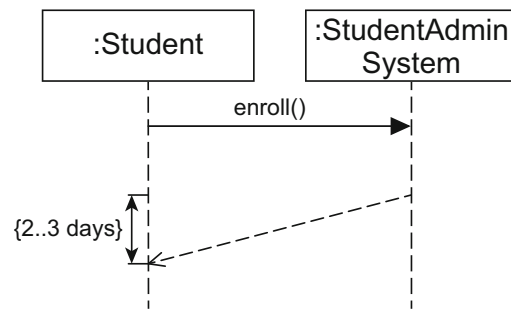 :Student
:StudentAdmin
System
enroll()
{2..3 days}